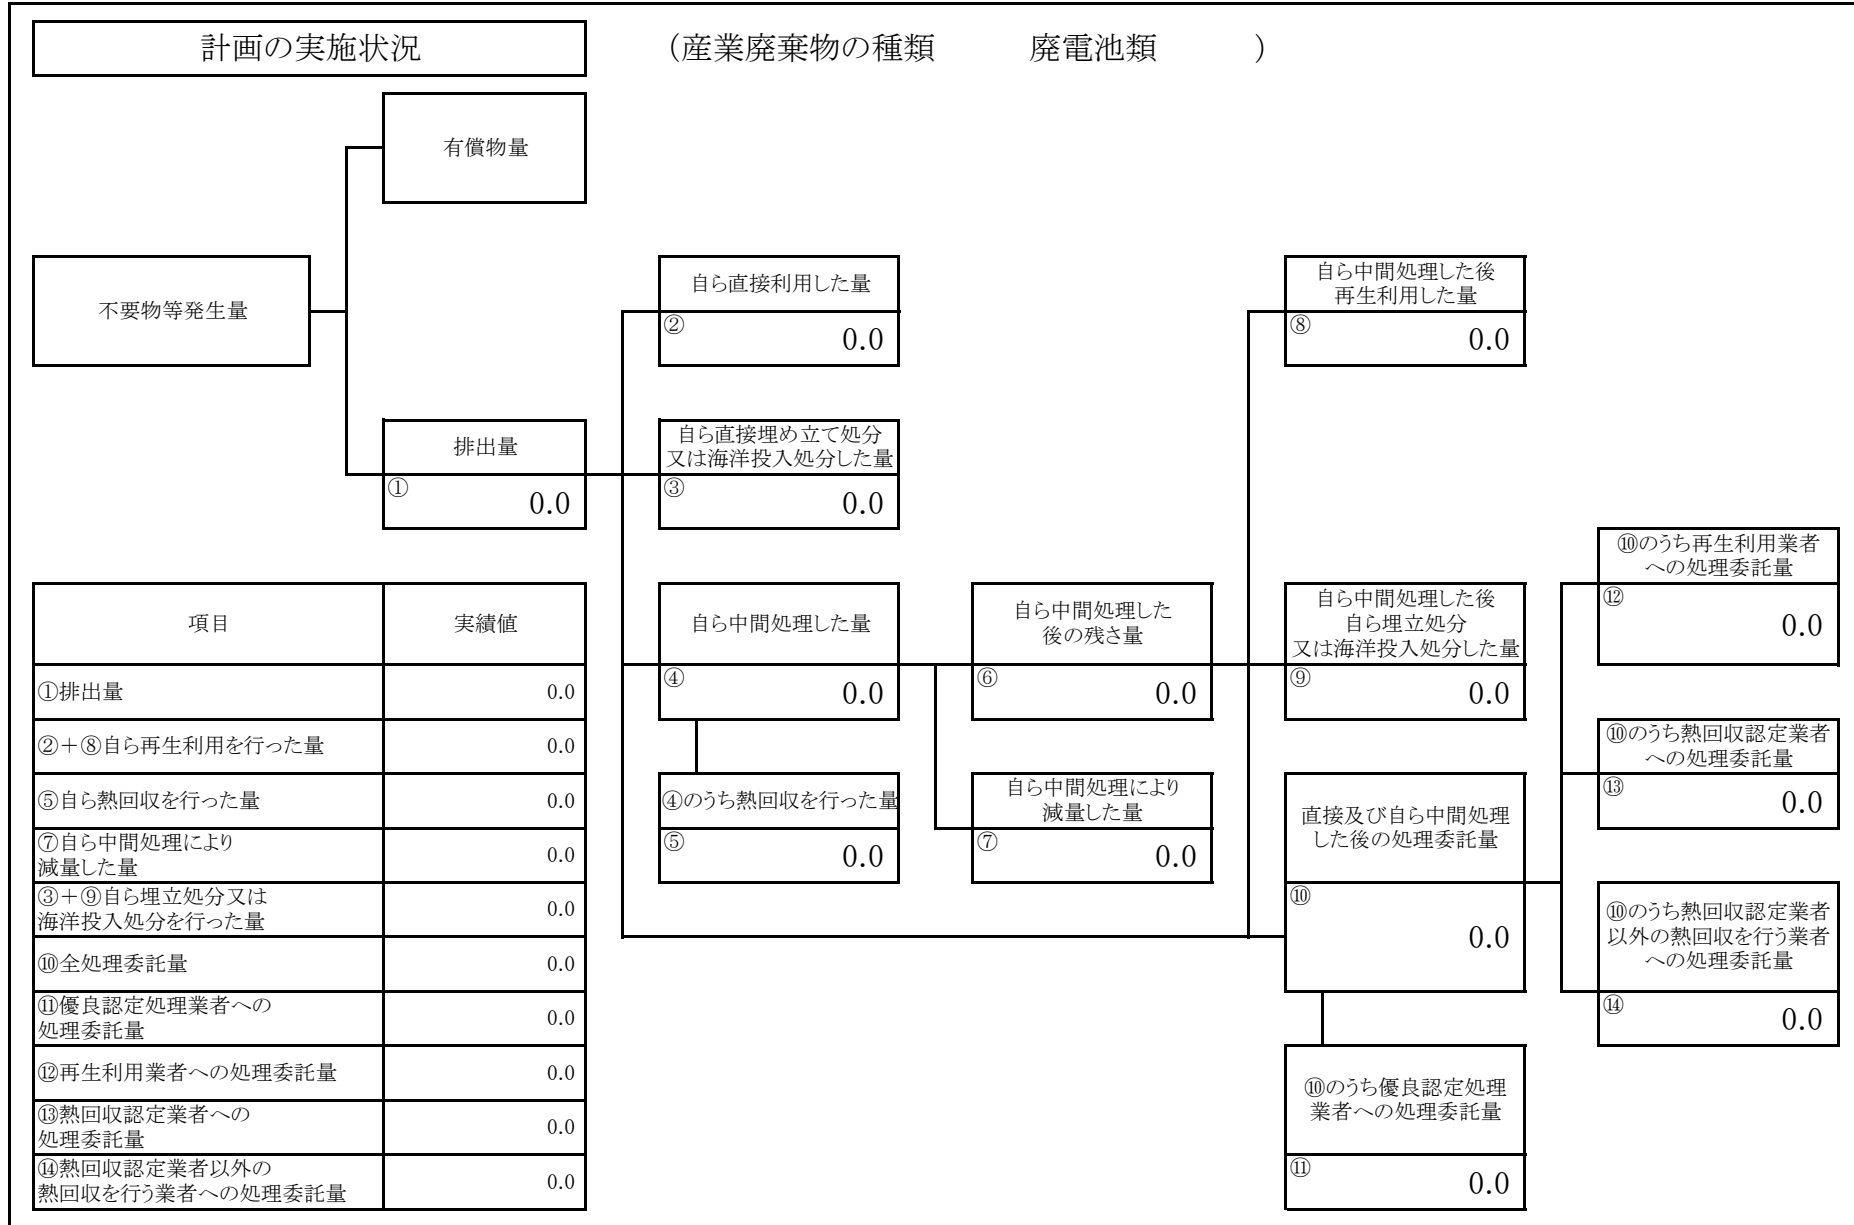 計画の実施状況
（産業廃棄物の種類　　　廃電池類　　　）
有償物量
不要物等発生量
自ら直接利用した量
②
0.0
自ら中間処理した後
再生利用した量
⑧
0.0
排出量
①
0.0
自ら直接埋め立て処分
又は海洋投入処分した量
③
0.0
⑩のうち再生利用業者
への処理委託量
⑫
0.0
自ら中間処理した量
④
0.0
自ら中間処理した
後の残さ量
⑥
0.0
自ら中間処理した後
自ら埋立処分
又は海洋投入処分した量
⑨
0.0
⑩のうち熱回収認定業者
への処理委託量
⑬
0.0
④のうち熱回収を行った量
⑤
0.0
自ら中間処理により
減量した量
⑦
0.0
直接及び自ら中間処理
した後の処理委託量
⑩
0.0
⑩のうち熱回収認定業者
以外の熱回収を行う業者
への処理委託量
⑭
0.0
⑩のうち優良認定処理
業者への処理委託量
⑪
0.0
項目　実績値
①排出量　0.0
②＋⑧自ら再生利用を行った量　0.0
⑤自ら熱回収を行った量　0.0
⑦自ら中間処理により
減量した量　0.0
③＋⑨自ら埋立処分又は
海洋投入処分を行った量　0.0
⑩全処理委託量　0.0
⑪優良認定処理業者への
処理委託量　0.0
⑫再生利用業者への処理委託量　0.0
⑬熱回収認定業者への
処理委託量　0.0
⑭熱回収認定業者以外の
熱回収を行う業者への処理委託量　0.0